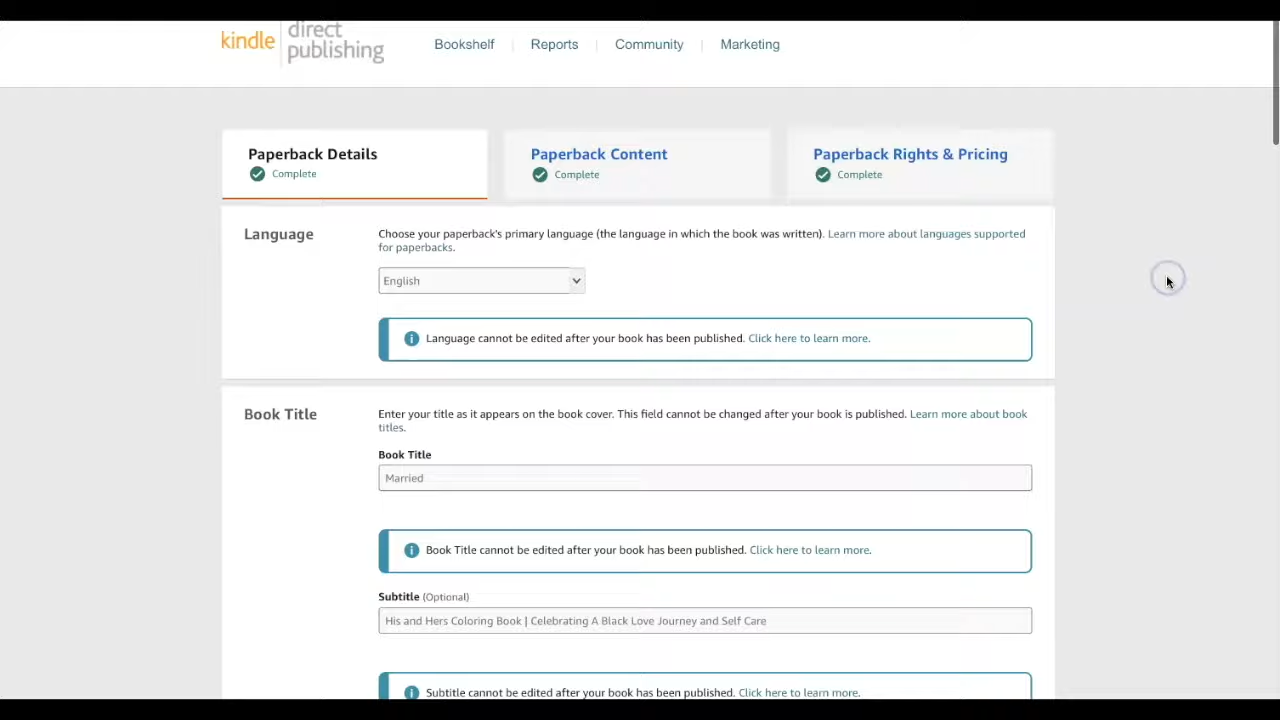 kindle direct publishing
Bookshelf | Reports | Community | Marketing
Paperback Details
Complete
Paperback Content
Complete
Paperback Rights & Pricing
Complete
Language
Choose your paperback's primary language (the language in which the book was written). Learn more about languages supported
for paperbacks.
English
Language cannot be edited after your book has been published. Click here to learn more.
Book Title
Enter your title as it appears on the book cover. This field cannot be changed after your book is published. Learn more about book
titles.
Book Title
Married
Book Title cannot be edited after your book has been published. Click here to learn more.
Subtitle (Optional)
His and Hers Coloring Book | Celebrating A Black Love Journey and Self Care
Subtitle cannot be edited after your book has been published. Click here to learn more.